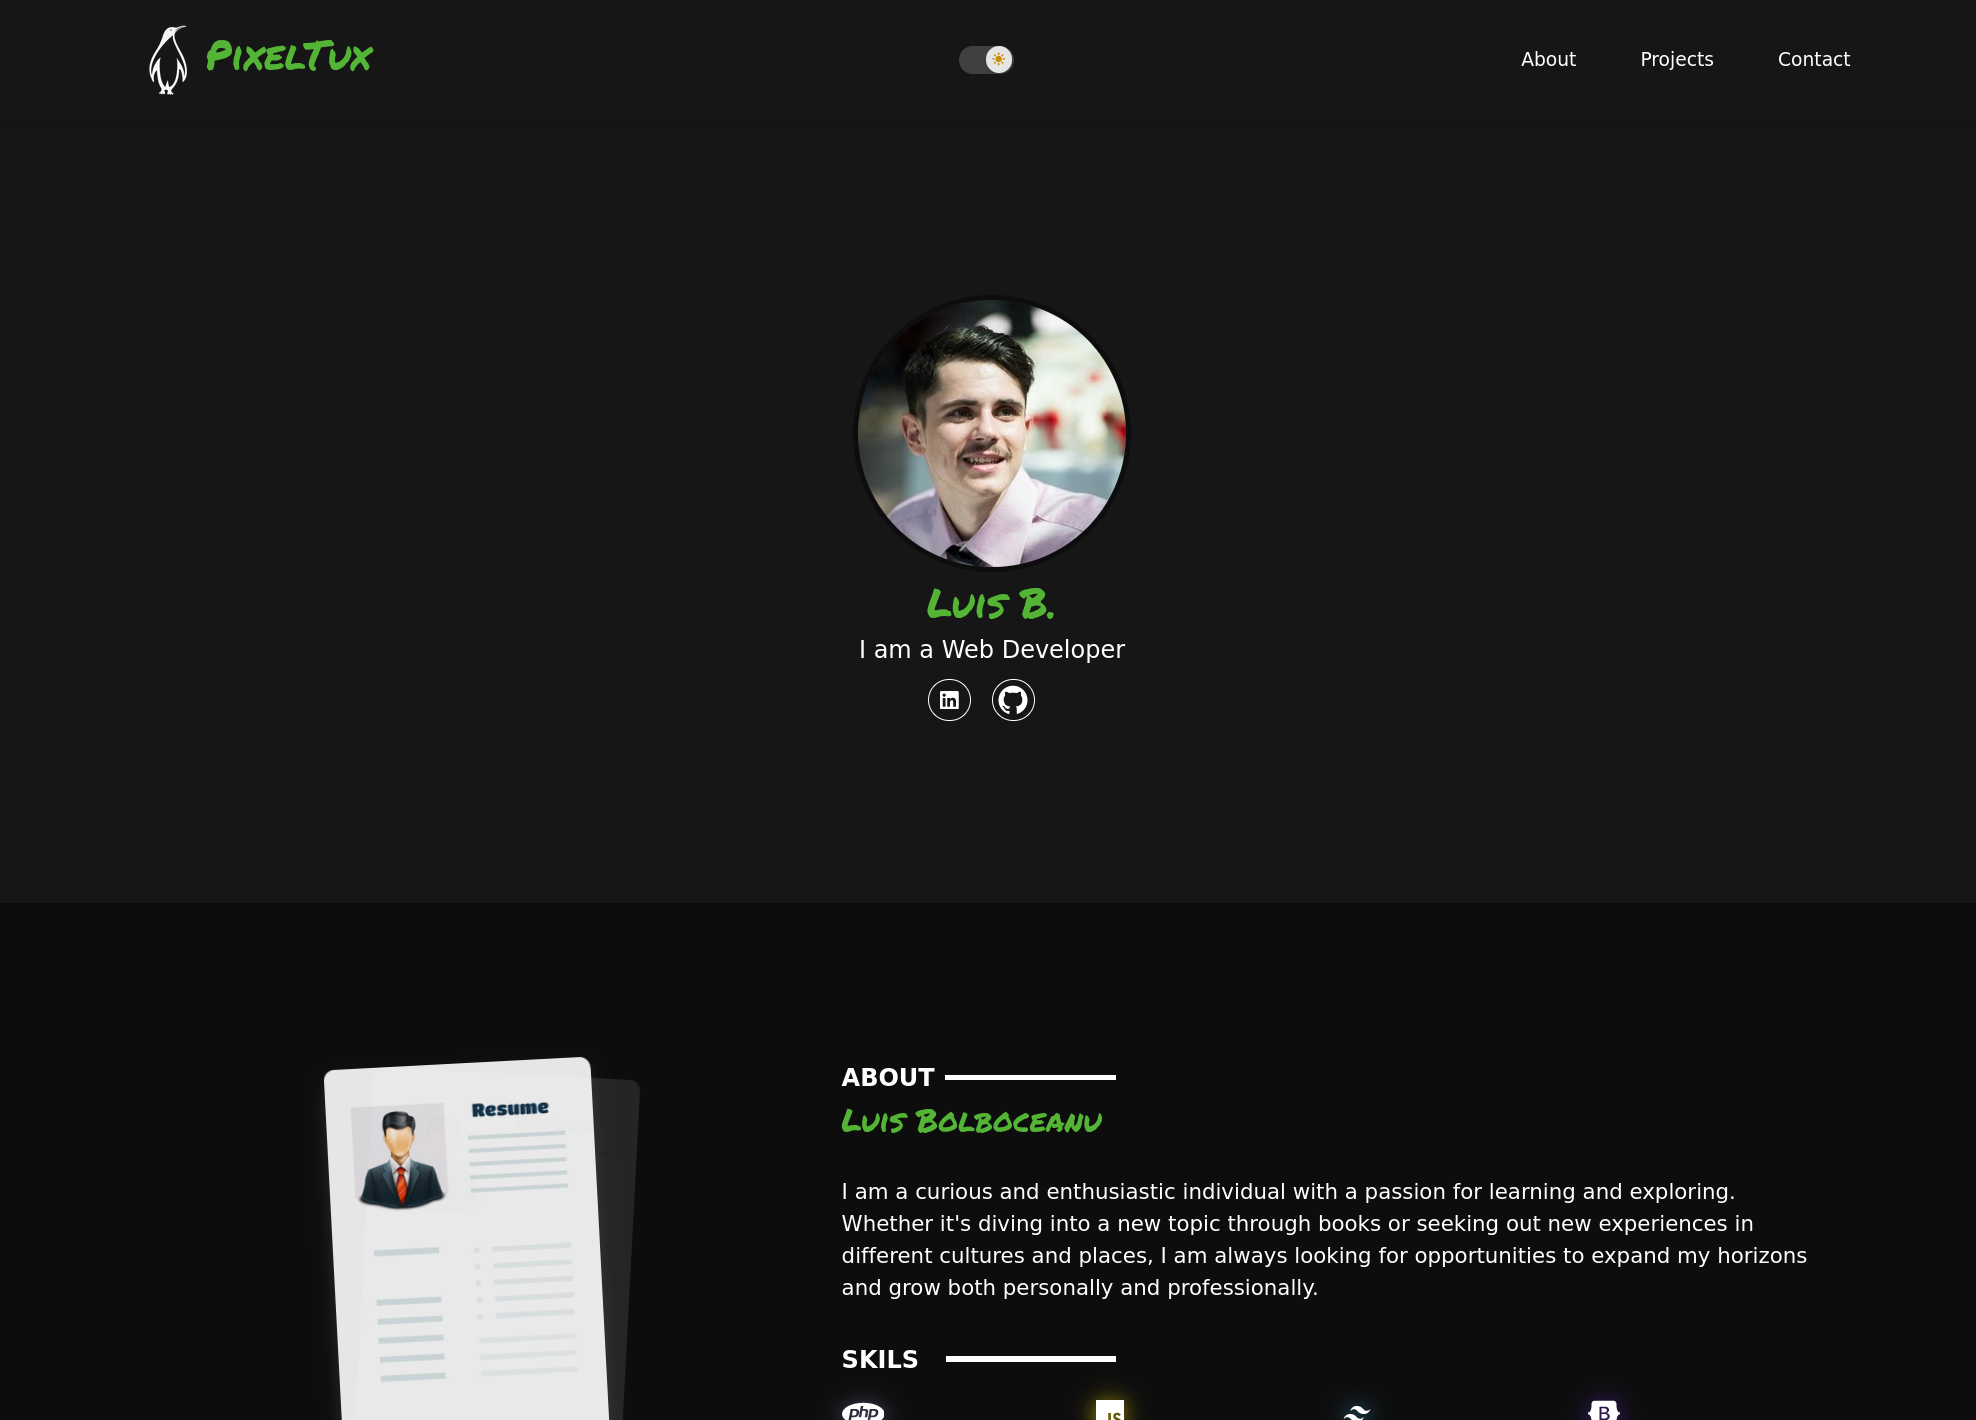 PixelTux
About
Projects
Contact
Luis B.
I am a Web Developer
in
Resume
ABOUT
Luis Bolboceanu
I am a curious and enthusiastic individual with a passion for learning and exploring.
Whether it's diving into a new topic through books or seeking out new experiences in
different cultures and places, I am always looking for opportunities to expand my horizons
and grow both personally and professionally.
SKILS
php
JS
B